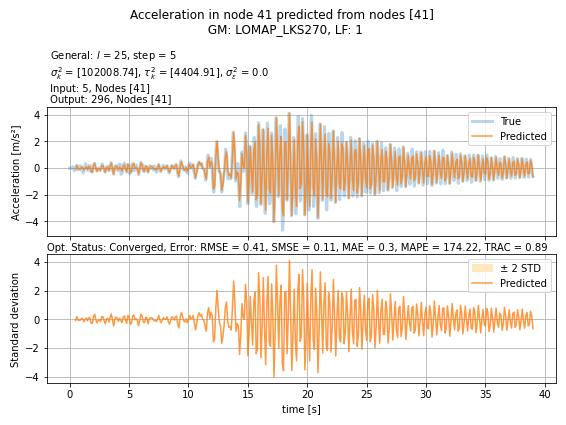 Acceleration in node 41 predicted from nodes [41]
GM: LOMAP_LKS270, LF: 1
General: l = 25, step = 5
σ_k^2 = [102008.74], τ_k^2 = [4404.91], σ_ε^2 = 0.0
Input: 5, Nodes [41]
Output: 296, Nodes [41]
4
2
0
−2
−4
Acceleration [m/s²]
True
Predicted
Opt. Status: Converged, Error: RMSE = 0.41, SMSE = 0.11, MAE = 0.3, MAPE = 174.22, TRAC = 0.89
4
2
0
−2
−4
Standard deviation
± 2 STD
Predicted
0 5 10 15 20 25 30 35 40
time [s]